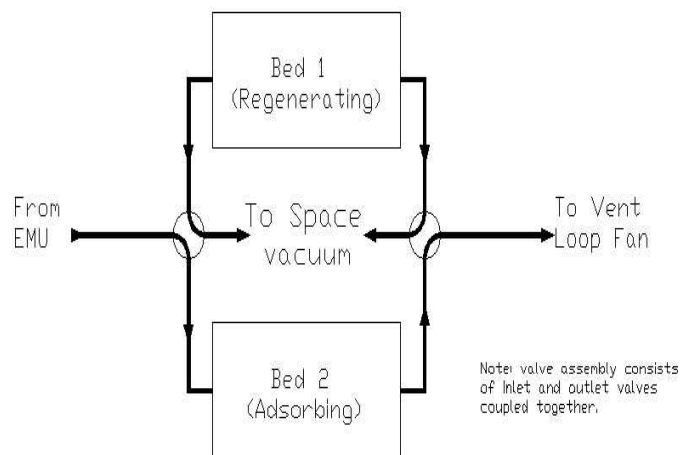 Bed 1
(Regenerating)
From
EMU
To Space
vacuum
To Vent
Loop Fan
Bed 2
(Adsorbing)
Note: valve assembly consists
of Inlet and outlet valves
coupled together.